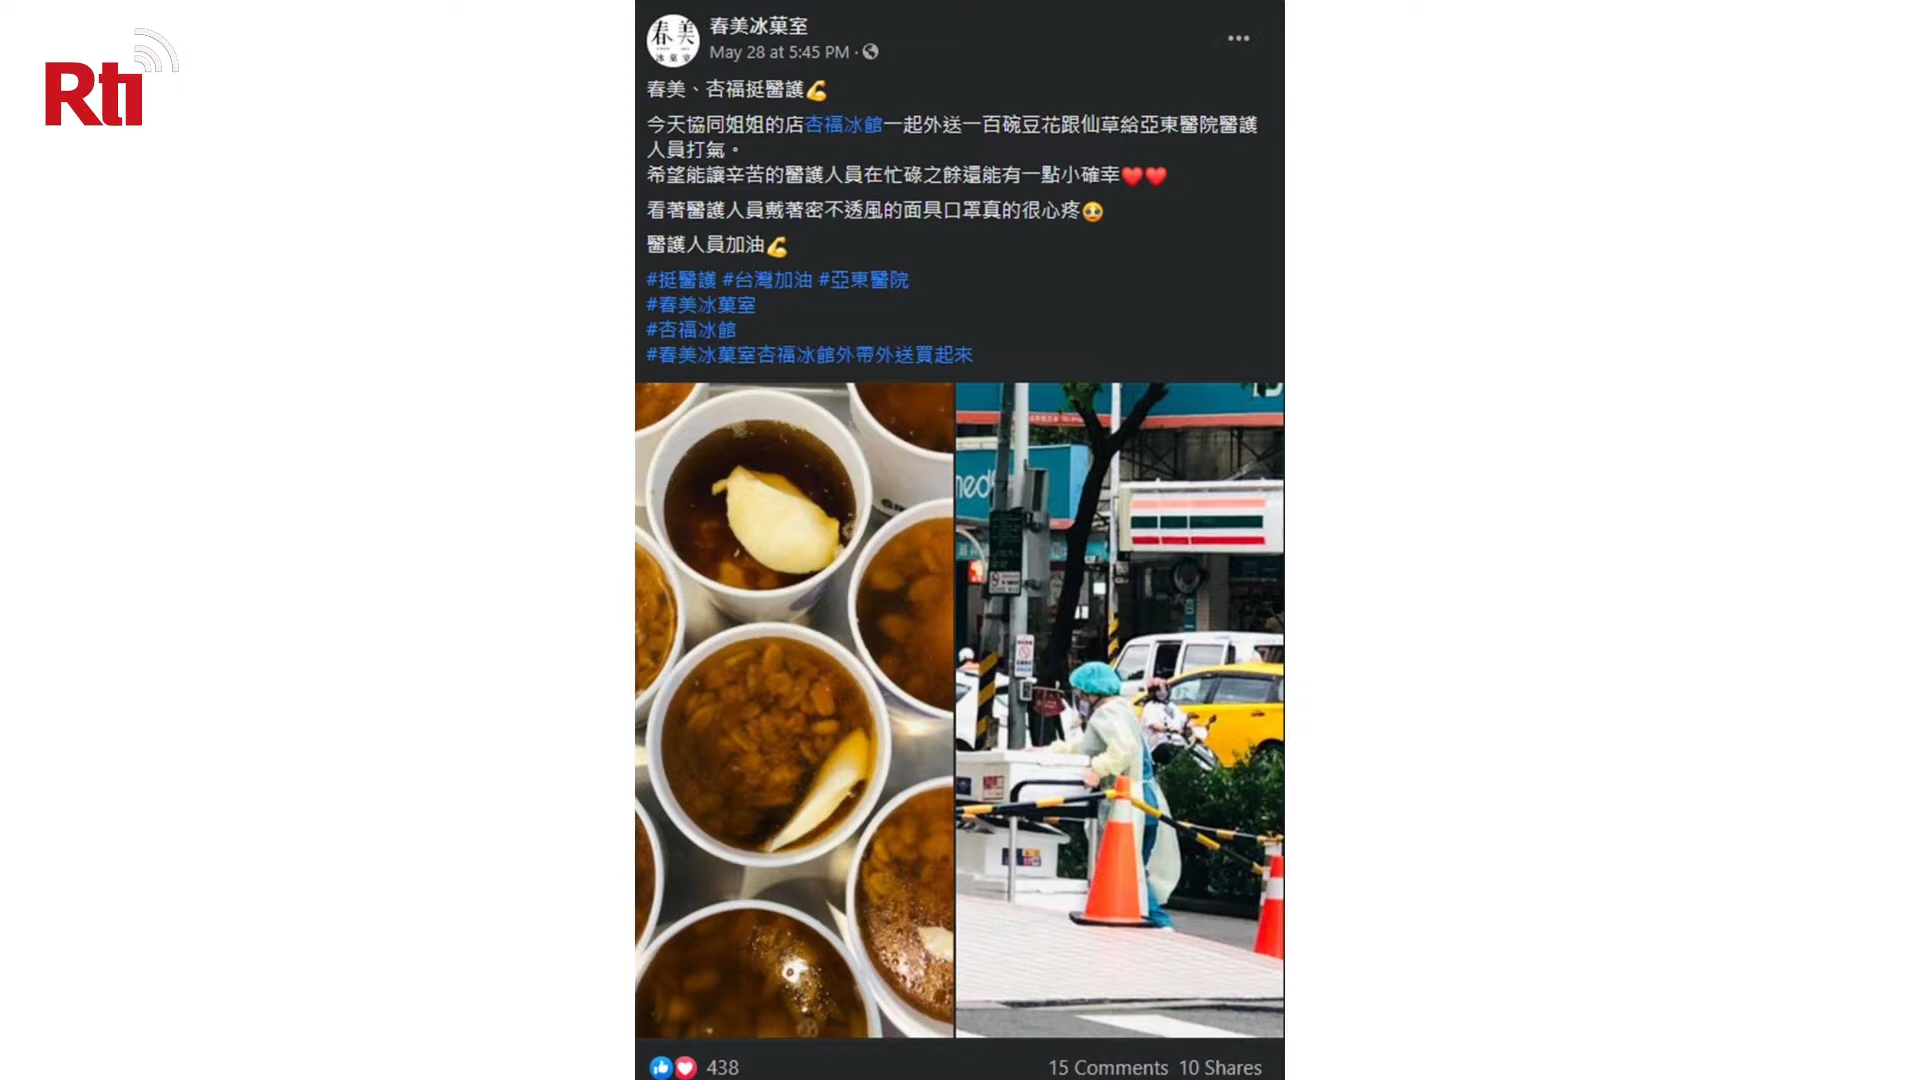 Rti
春美冰菓室
May 28 at 5:45 PM ·
春美、杏福挺醫護💪
今天協同姐姐的店杏福冰館一起外送一百碗豆花跟仙草給亞東醫院醫護
人員打氣。
希望能讓辛苦的醫護人員在忙碌之餘還能有一點小確幸❤️❤️
看著醫護人員戴著密不透風的面具口罩真的很心疼🥺
醫護人員加油💪
#挺醫護 #台灣加油 #亞東醫院
#春美冰菓室
#杏福冰館
#春美冰菓室杏福冰館外帶外送買起來
438
15 Comments 10 Shares